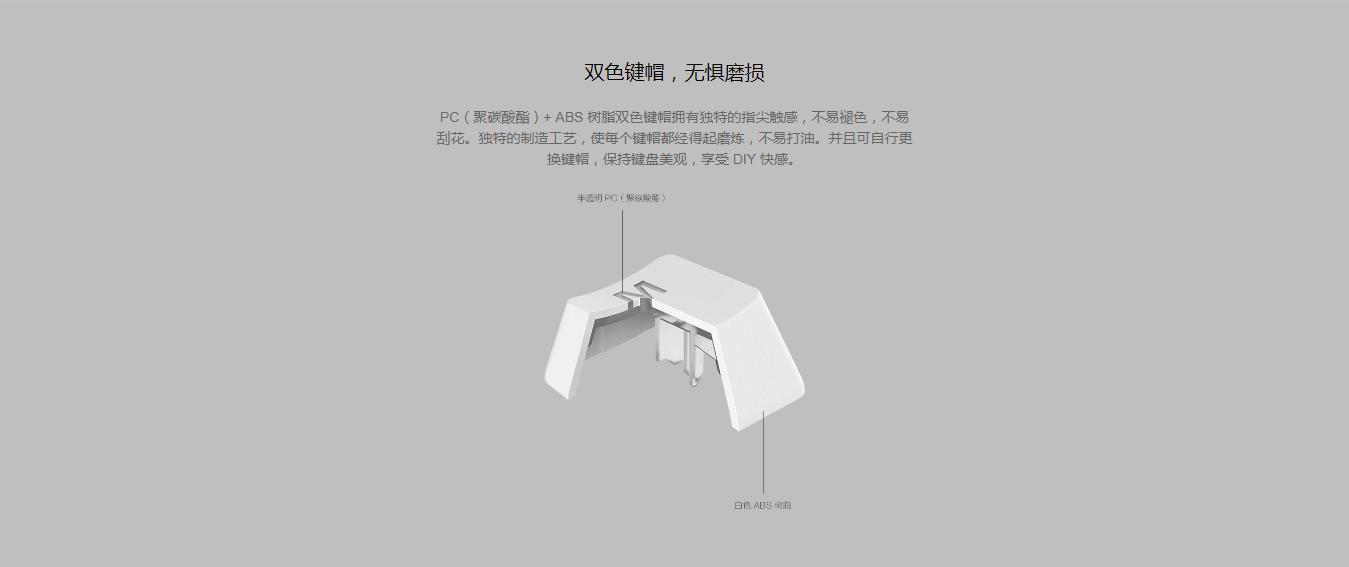 双色键帽，无惧磨损
PC（聚碳酸酯）+ ABS 树脂双色键帽拥有独特的指尖触感，不易褪色，不易
刮花。独特的制造工艺，使每个键帽都经得起磨炼，不易打油。并且可自行更
换键帽，保持键盘美观，享受 DIY 快感。
半透明 PC（聚碳酸酯）
白色 ABS 树脂